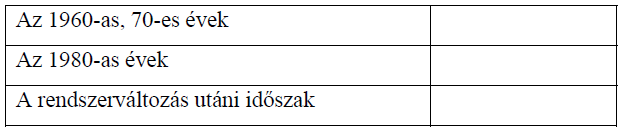 Az 1960-as, 70-es évek
Az 1980-as évek
A rendszerváltozás utáni időszak